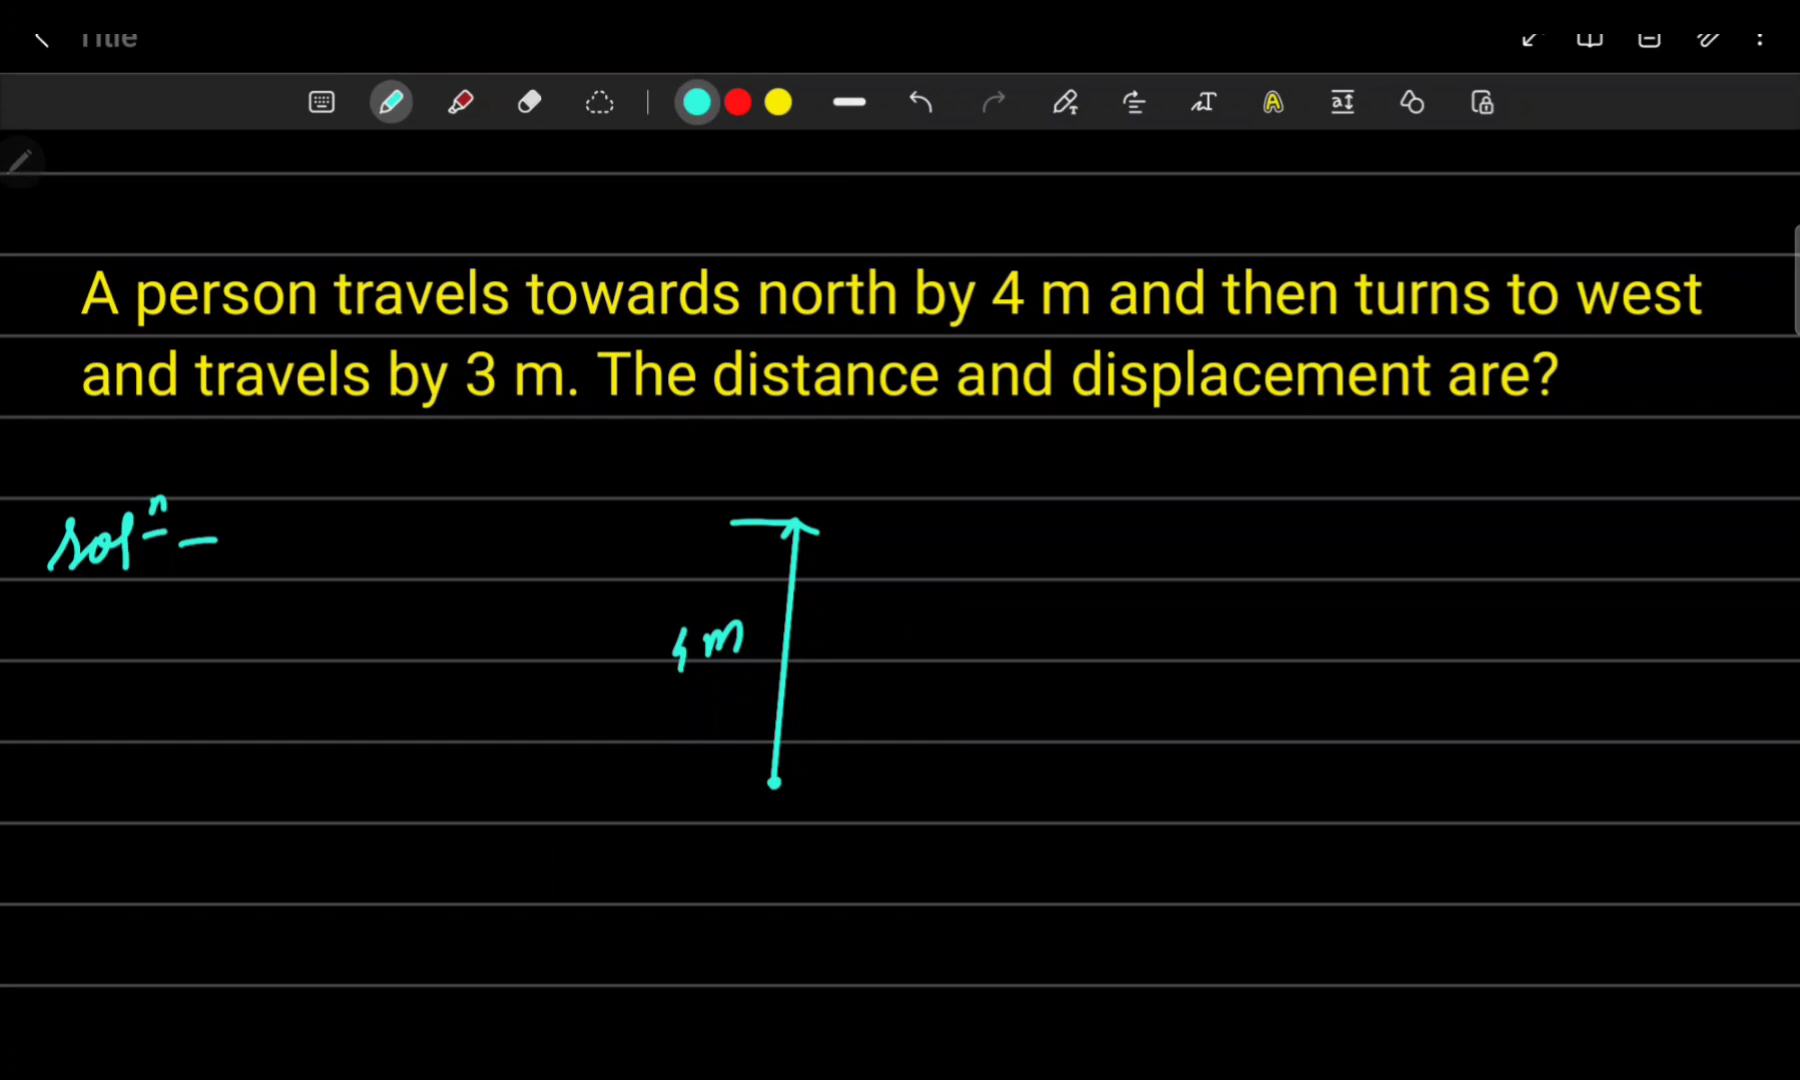 Title
A person travels towards north by 4 m and then turns to west
and travels by 3 m. The distance and displacement are?
solⁿ –
4 m